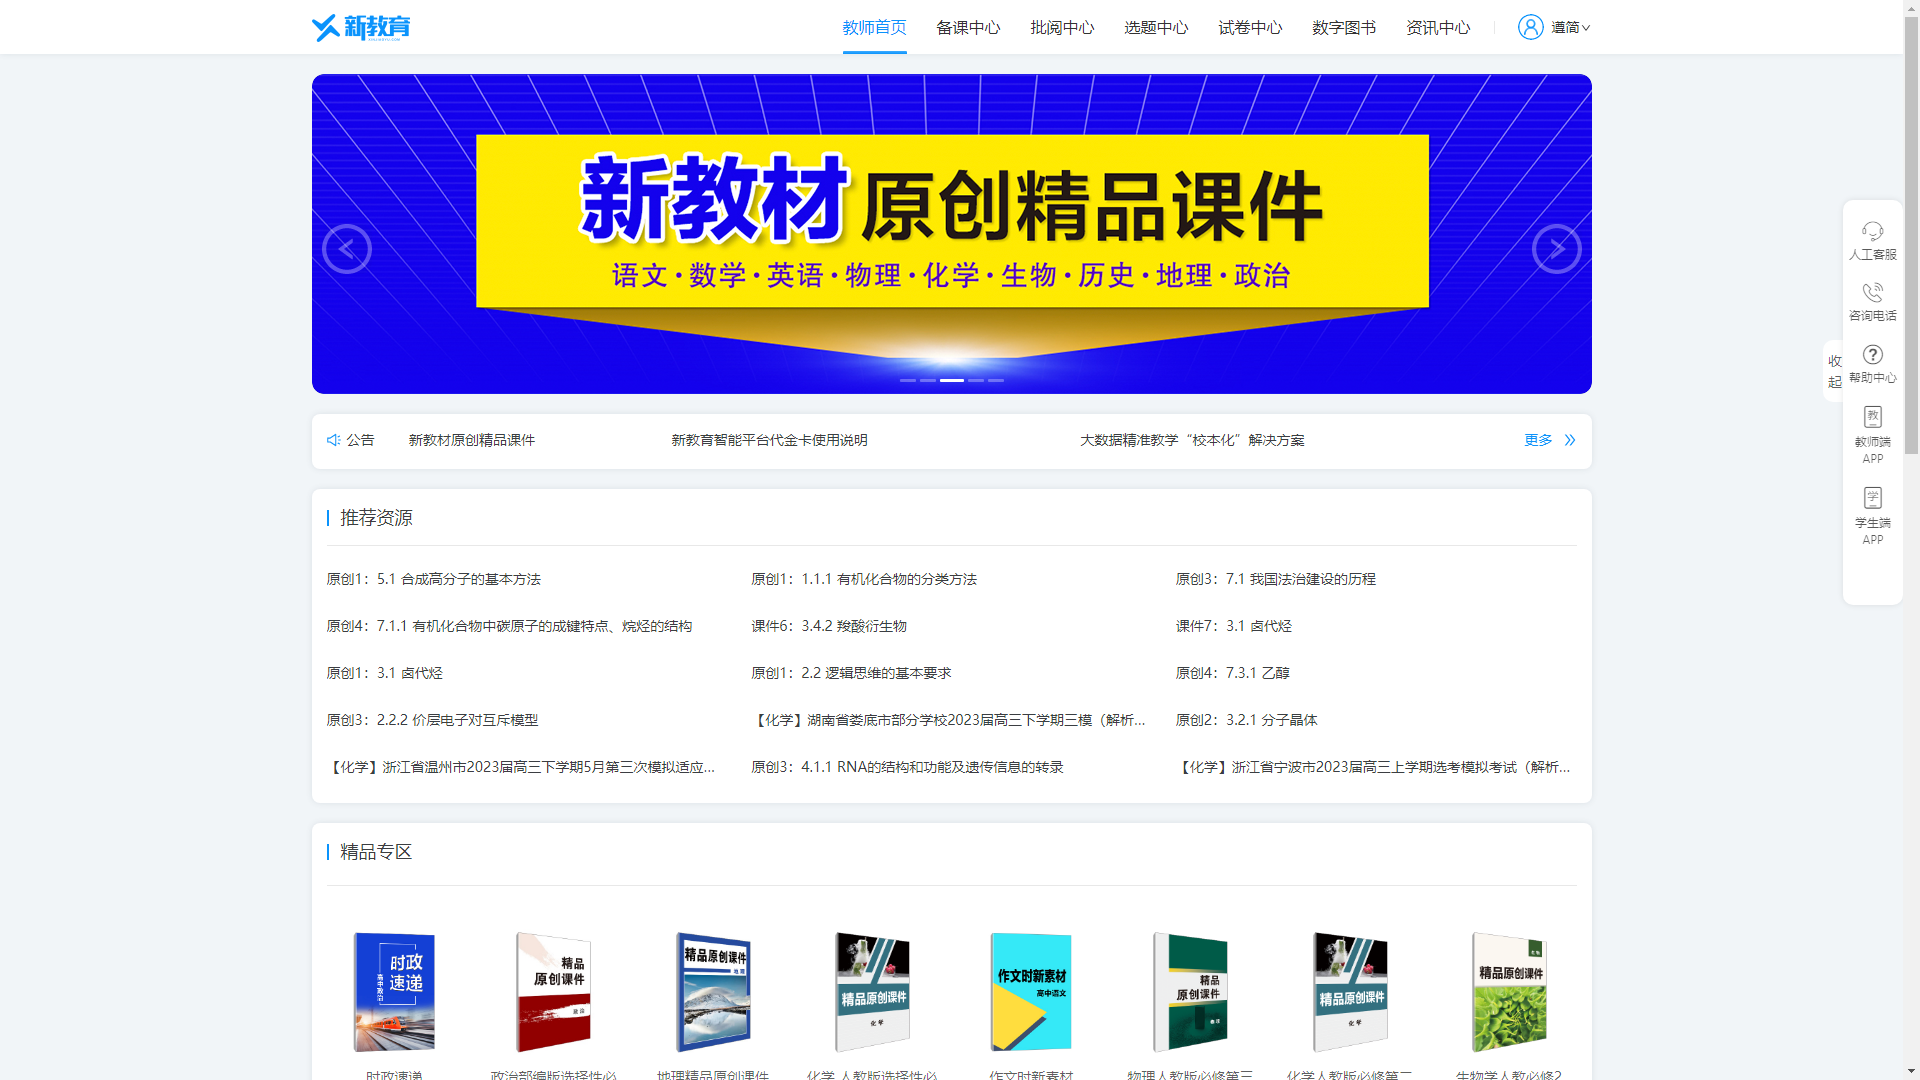 新教育
教师首页
备课中心
批阅中心
选题中心
试卷中心
数字图书
资讯中心
道简
新教材 原创精品课件
语文·数学·英语·物理·化学·生物·历史·地理·政治
人工客服
咨询电话
收起
帮助中心
教
教师端
APP
学
学生端
APP
公告
新教材原创精品课件
新教育智能平台代金卡使用说明
大数据精准教学“校本化”解决方案
更多
推荐资源
原创1：5.1 合成高分子的基本方法
原创1：1.1.1 有机化合物的分类方法
原创3：7.1 我国法治建设的历程
原创4：7.1.1 有机化合物中碳原子的成键特点、烷烃的结构
课件6：3.4.2 羧酸衍生物
课件7：3.1 卤代烃
原创1：3.1 卤代烃
原创1：2.2 逻辑思维的基本要求
原创4：7.3.1 乙醇
原创3：2.2.2 价层电子对互斥模型
【化学】湖南省娄底市部分学校2023届高三下学期三模（解析...
原创2：3.2.1 分子晶体
【化学】浙江省温州市2023届高三下学期5月第三次模拟适应...
原创3：4.1.1 RNA的结构和功能及遗传信息的转录
【化学】浙江省宁波市2023届高三上学期选考模拟考试（解析...
精品专区
时政速递
高中政治
精品原创课件
政治
精品原创课件
地理
精品原创课件
化学
作文时新素材
高中语文
精品原创课件
物理
精品原创课件
化学
精品原创课件
生物
时政速递
政治部编版选择性必
地理精品原创课件
化学 人教版选择性必
作文时新素材
物理人教版必修第三
化学人教版必修第二
生物学人教必修2